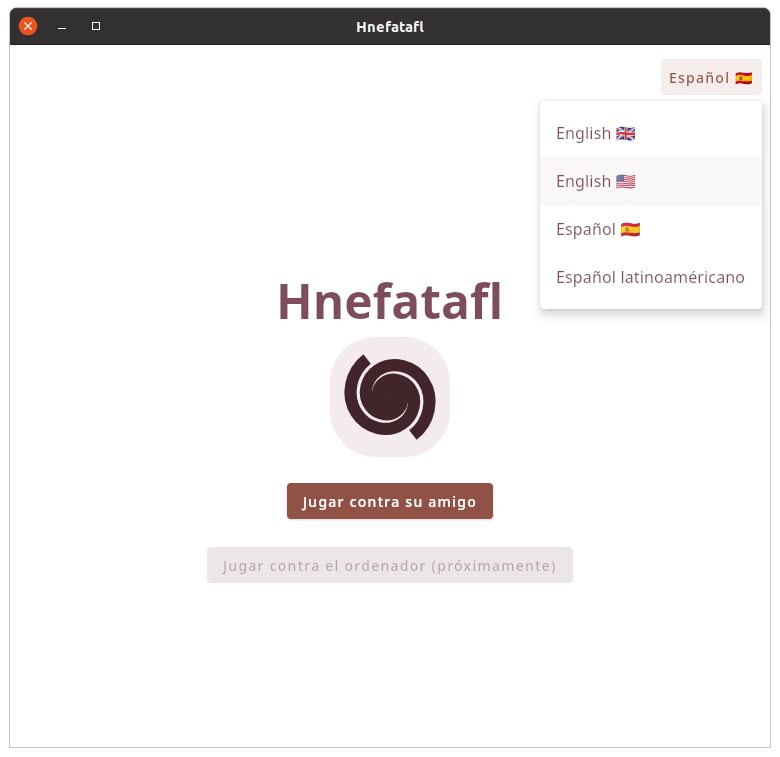 Hnefatafl
Español 🇪🇸
English 🇬🇧
English 🇺🇸
Español 🇪🇸
Español latinoaméricano
Hnefatafl
Jugar contra su amigo
Jugar contra el ordenador (próximamente)